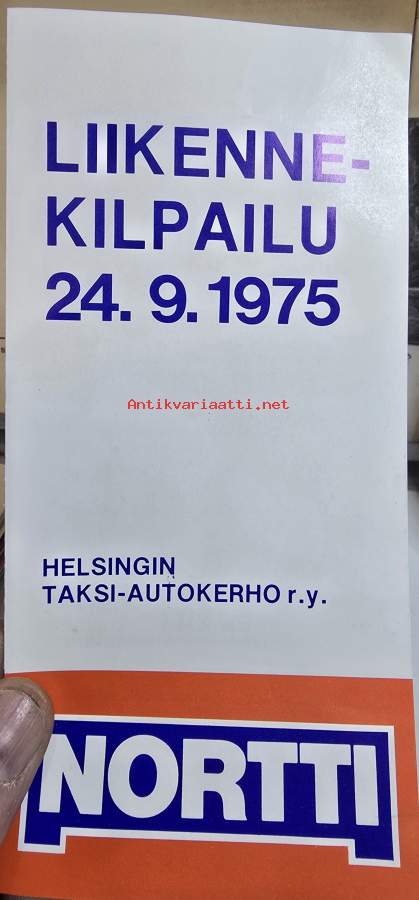 LIIKENNE-
KILPAILU
24. 9. 1975
Antikvariaatti.net
HELSINGIN
TAKSI-AUTOKERHO r.y.
NORTTI